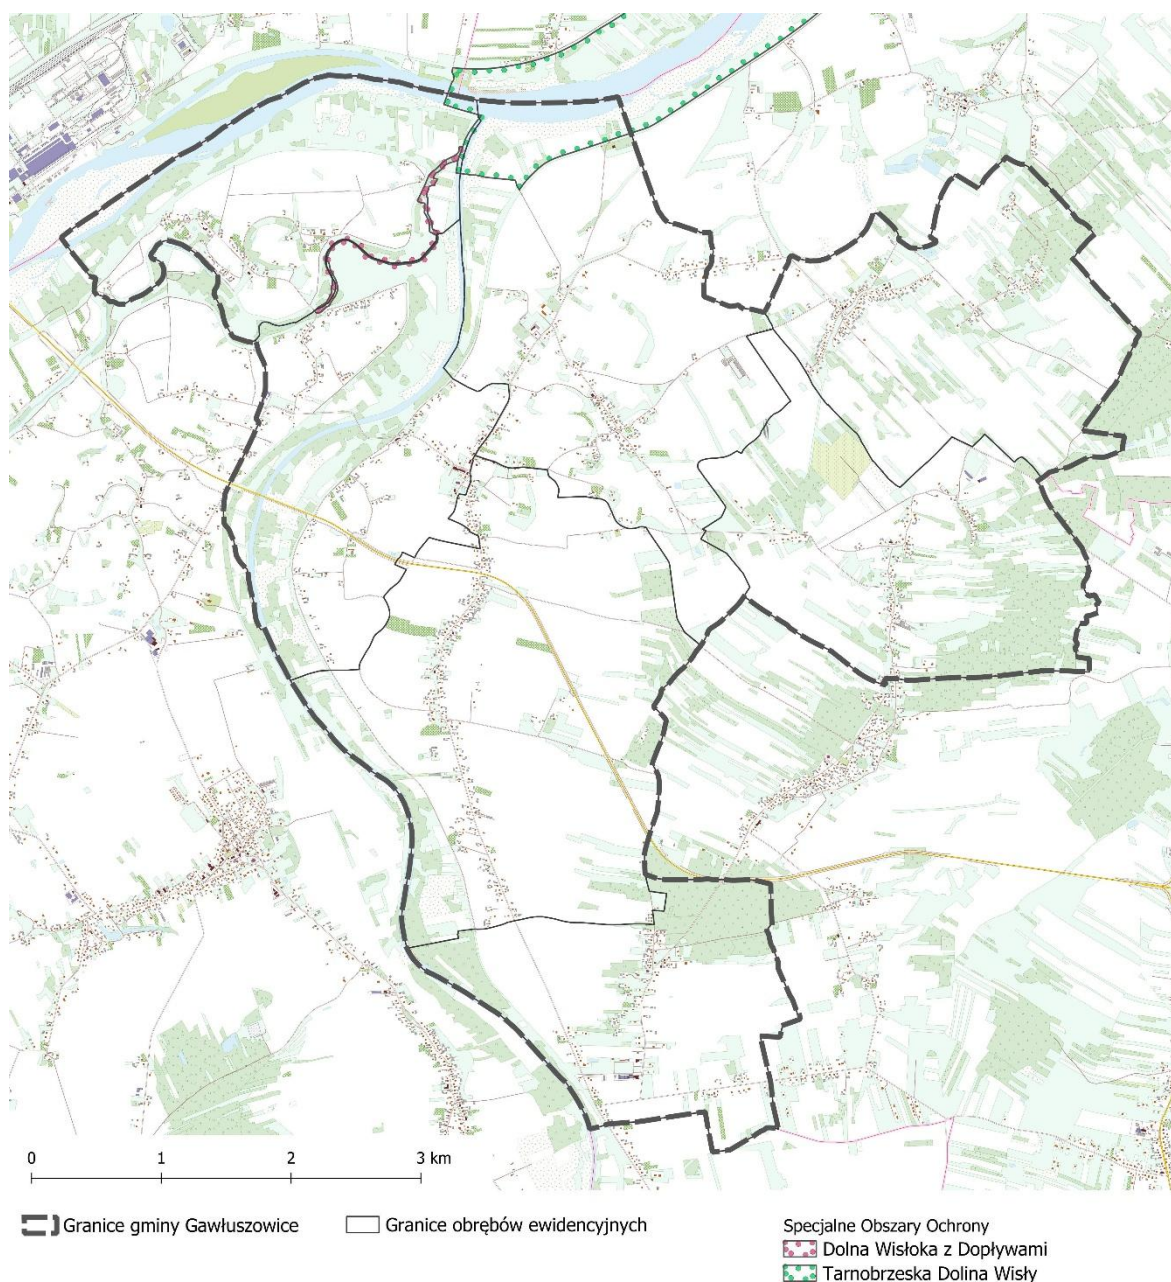 0 1 2 3 km
Granice gminy Gawłuszowice
Granice obrębów ewidencyjnych
Specjalne Obszary Ochrony
Dolna Wisłoka z Dopływami
Tarnobrzeska Dolina Wisły